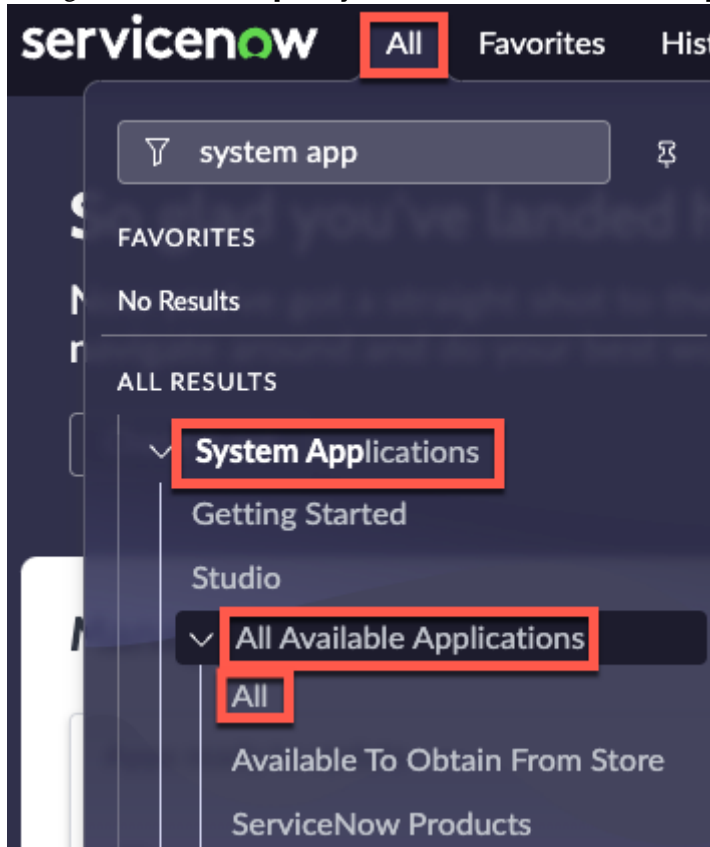 servicenow All Favorites
system app
FAVORITES
No Results
ALL RESULTS
System Applications
Getting Started
Studio
All Available Applications
All
Available To Obtain From Store
ServiceNow Products